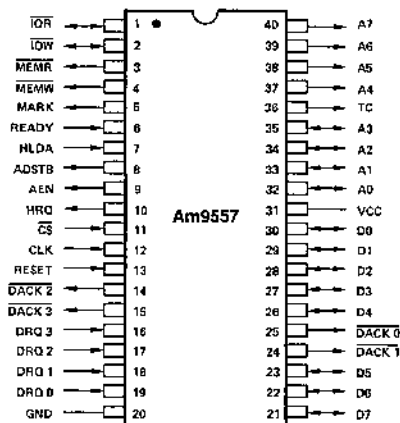 IOR 1 40 A7
IOW 2 39 A6
MEMR 3 38 A5
MEMW 4 37 A4
MARK 5 36 TC
READY 6 35 A3
HLDA 7 34 A2
ADSTB 8 33 A1
AEN 9 32 A0
HRQ 10 31 VCC
Am9557
CS 11 30 D0
CLK 12 29 D1
RESET 13 28 D2
DACK 2 14 27 D3
DACK 3 15 26 D4
DRQ 3 16 25 DACK 0
DRQ 2 17 24 DACK 1
DRQ 1 18 23 D5
DRQ 0 19 22 D6
GND 20 21 D7